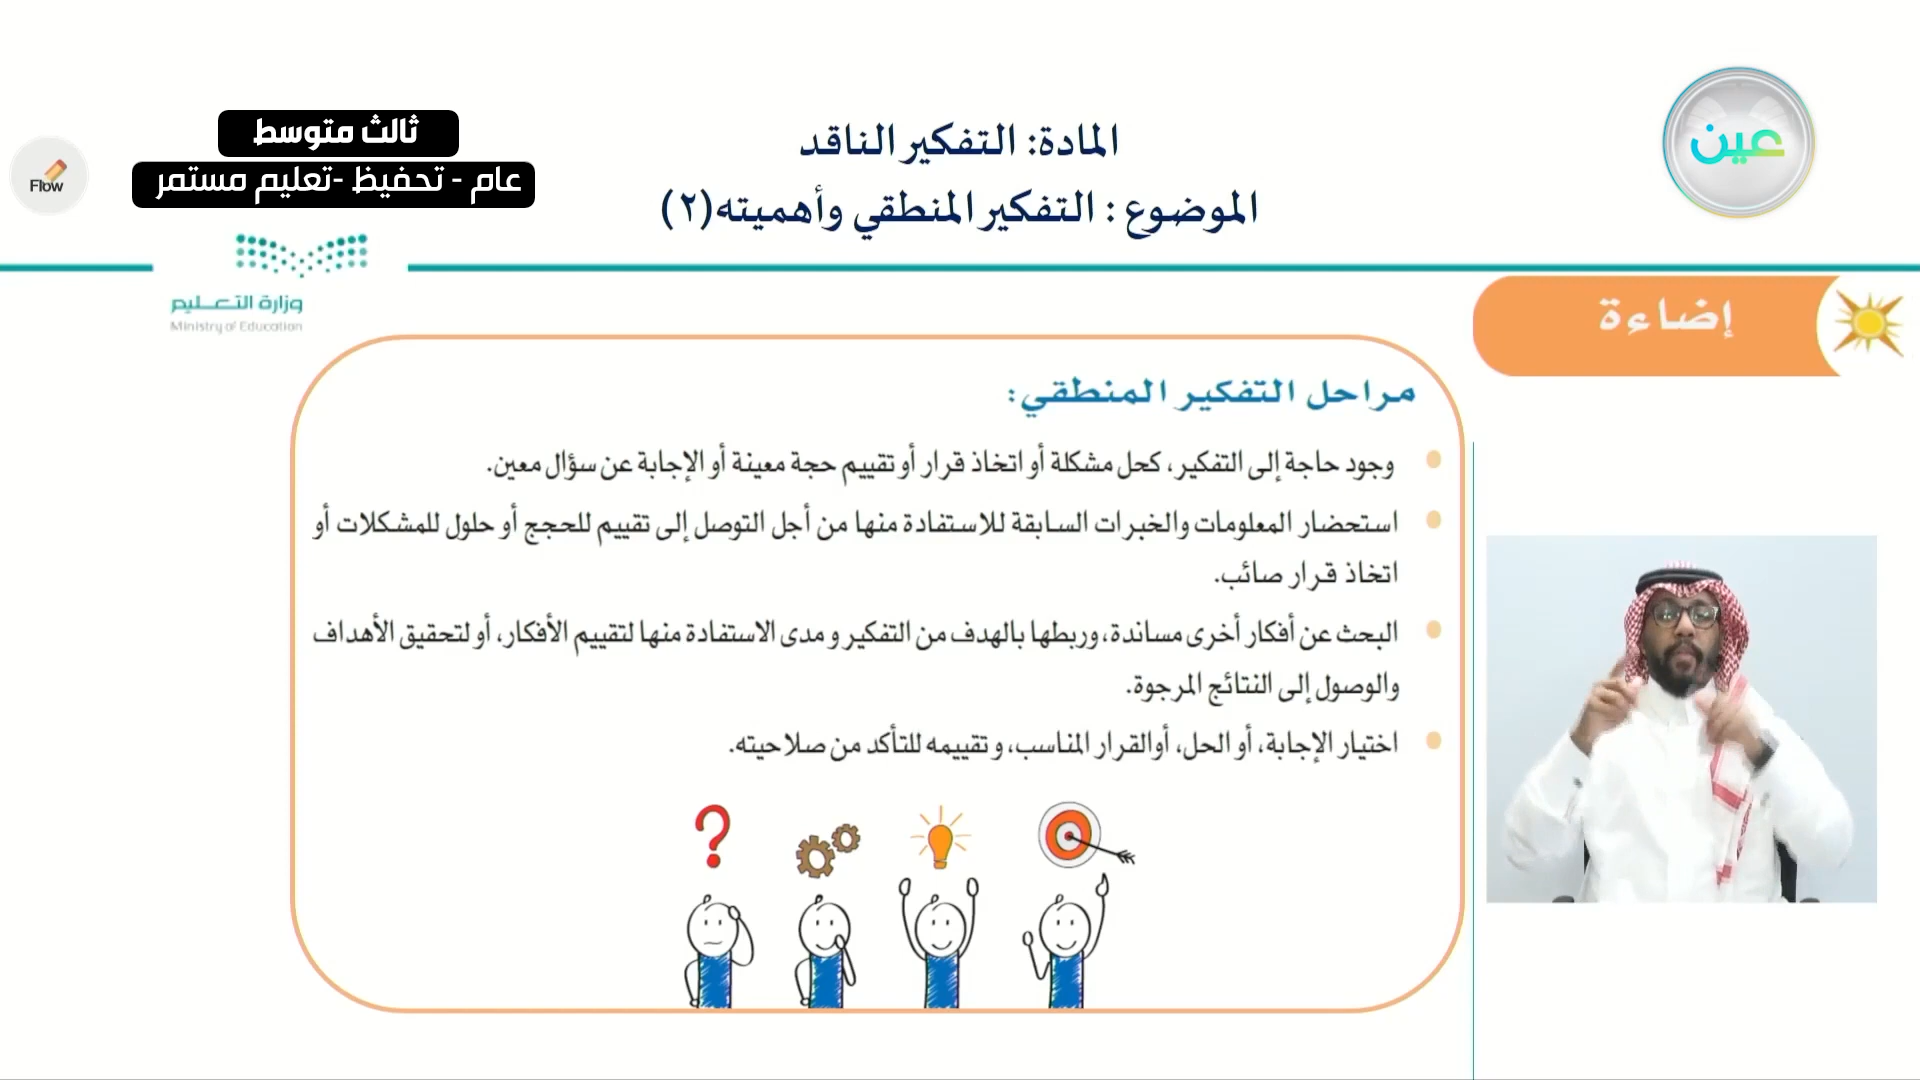 عين
المادة: التفكير الناقد
الموضوع : التفكير المنطقي وأهميته(٢)
ثالث متوسط
عام - تحفيظ -تعليم مستمر
Flow
وزارة التعـــليم
Ministry of Education
إضاءة
مراحل التفكير المنطقي:
وجود حاجة إلى التفكير، كحل مشكلة أو اتخاذ قرار أو تقييم حجة معينة أو الإجابة عن سؤال معين.
استحضار المعلومات والخبرات السابقة للاستفادة منها من أجل التوصل إلى تقييم للحجج أو حلول للمشكلات أو
اتخاذ قرار صائب.
البحث عن أفكار أخرى مساندة، وربطها بالهدف من التفكير و مدى الاستفادة منها لتقييم الأفكار، أو لتحقيق الأهداف
والوصول إلى النتائج المرجوة.
اختيار الإجابة، أو الحل، أوالقرار المناسب، و تقييمه للتأكد من صلاحيته.
?